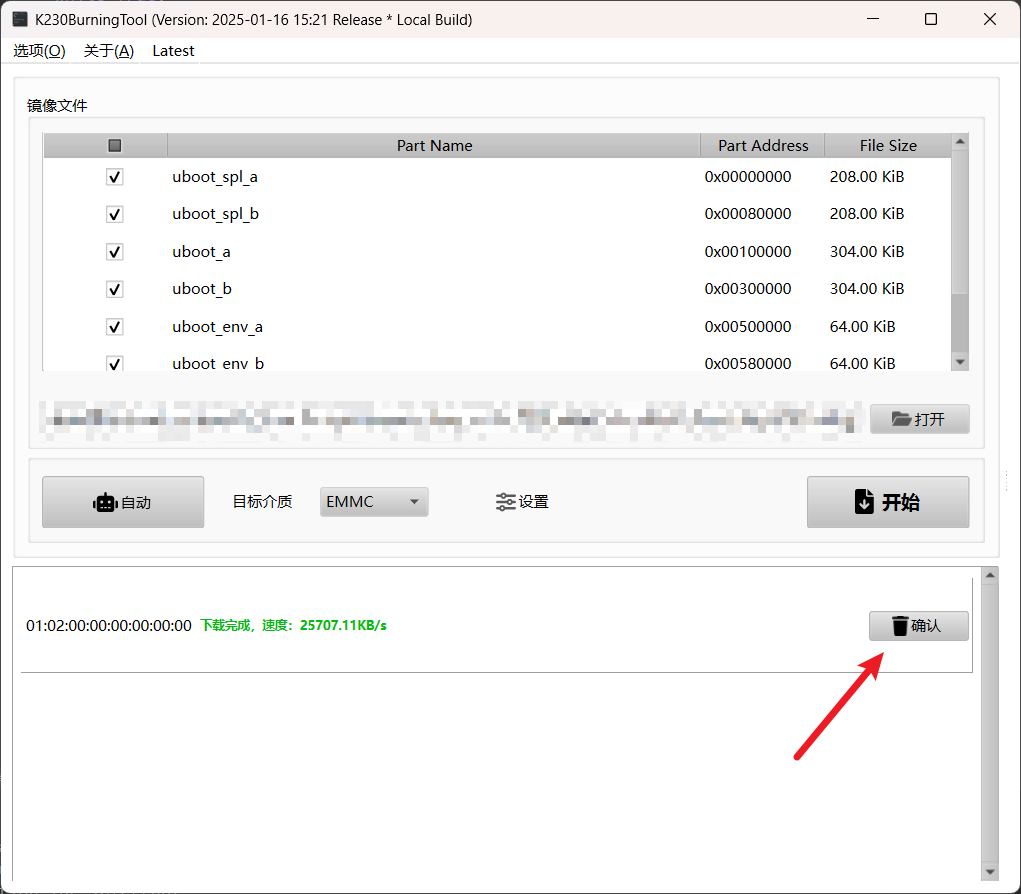 K230BurningTool (Version: 2025-01-16 15:21 Release * Local Build)
选项(O) 关于(A) Latest
镜像文件
Part Name Part Address File Size
uboot_spl_a 0x00000000 208.00 KiB
uboot_spl_b 0x00080000 208.00 KiB
uboot_a 0x00100000 304.00 KiB
uboot_b 0x00300000 304.00 KiB
uboot_env_a 0x00500000 64.00 KiB
uboot_env_b 0x00580000 64.00 KiB
打开
自动 目标介质 EMMC 设置 开始
01:02:00:00:00:00:00:00 下载完成，速度：25707.11KB/s 确认